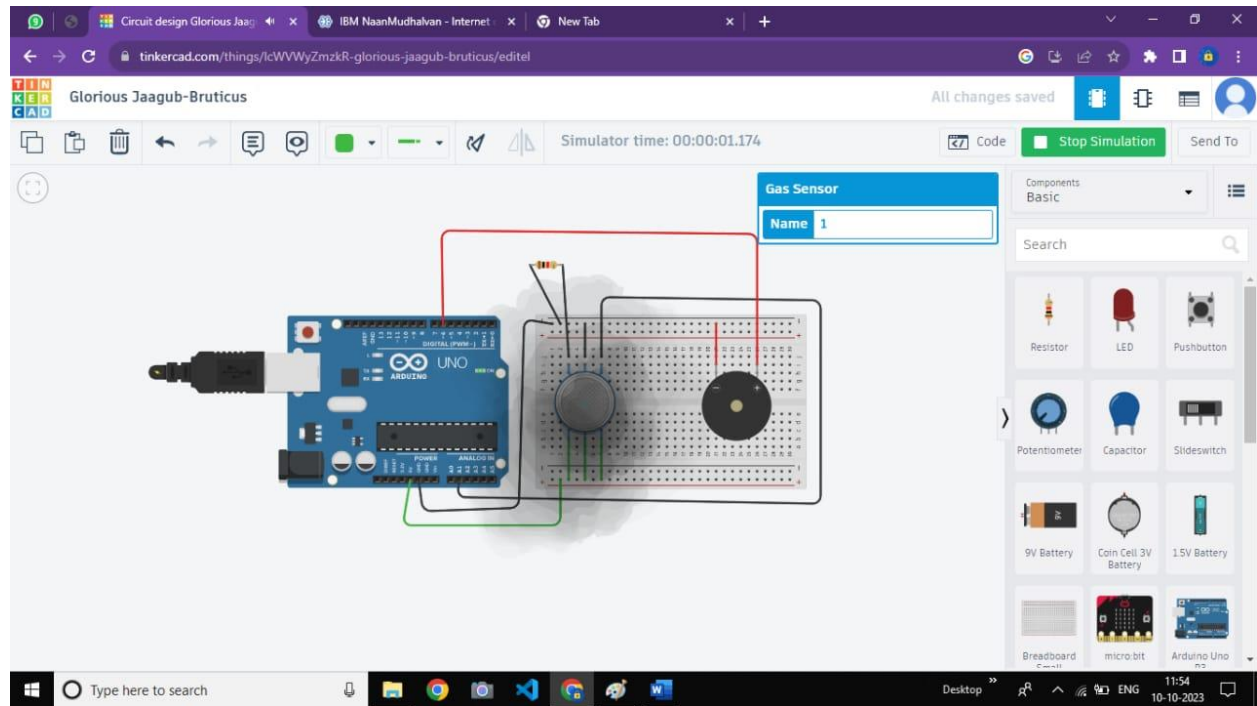 Circuit design Glorious Jaag
IBM NaanMudhalvan - Internet
New Tab
tinkercad.com/things/lcWVWyZmzkR-glorious-jaagub-bruticus/editel
TINKERCAD
Glorious Jaagub-Bruticus
All changes saved
Simulator time: 00:00:01.174
Code
Stop Simulation
Send To
Gas Sensor
Name 1
Components
Basic
Search
Resistor
LED
Pushbutton
Potentiometer
Capacitor
Slideswitch
9V Battery
Coin Cell 3V
Battery
1.5V Battery
Breadboard
Small
micro:bit
Arduino Uno
R3
DIGITAL (PWM~)
UNO
ARDUINO
POWER
ANALOG IN
Type here to search
Desktop
ENG
11:54
10-10-2023